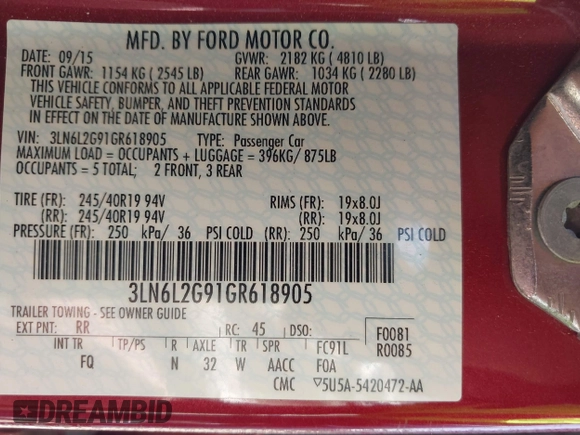 MFD. BY FORD MOTOR CO.
DATE: 09/15 GVWR: 2182 KG ( 4810 LB)
FRONT GAWR: 1154 KG ( 2545 LB) REAR GAWR: 1034 KG ( 2280 LB)
THIS VEHICLE CONFORMS TO ALL APPLICABLE FEDERAL MOTOR
VEHICLE SAFETY, BUMPER, AND THEFT PREVENTION STANDARDS
IN EFFECT ON THE DATE OF MANUFACTURE SHOWN ABOVE.
VIN: 3LN6L2G91GR618905 TYPE: Passenger Car
MAXIMUM LOAD = OCCUPANTS + LUGGAGE = 396KG/ 875LB
OCCUPANTS = 5 TOTAL; 2 FRONT, 3 REAR
TIRE (FR): 245/40R19 94V RIMS (FR): 19x8.0J
(RR): 245/40R19 94V (RR): 19x8.0J
PRESSURE (FR): 250 kPa/ 36 PSI COLD (RR): 250 kPa/ 36 PSI COLD
3LN6L2G91GR618905
TRAILER TOWING - SEE OWNER GUIDE
EXT PNT: RR RC: 45 DSO: F0081
INT TR TP/PS R AXLE TR SPR FC91L R0085
FQ N 32 W AACC FOA
CMC ▽5U5A-5420472-AA
DREAMBID